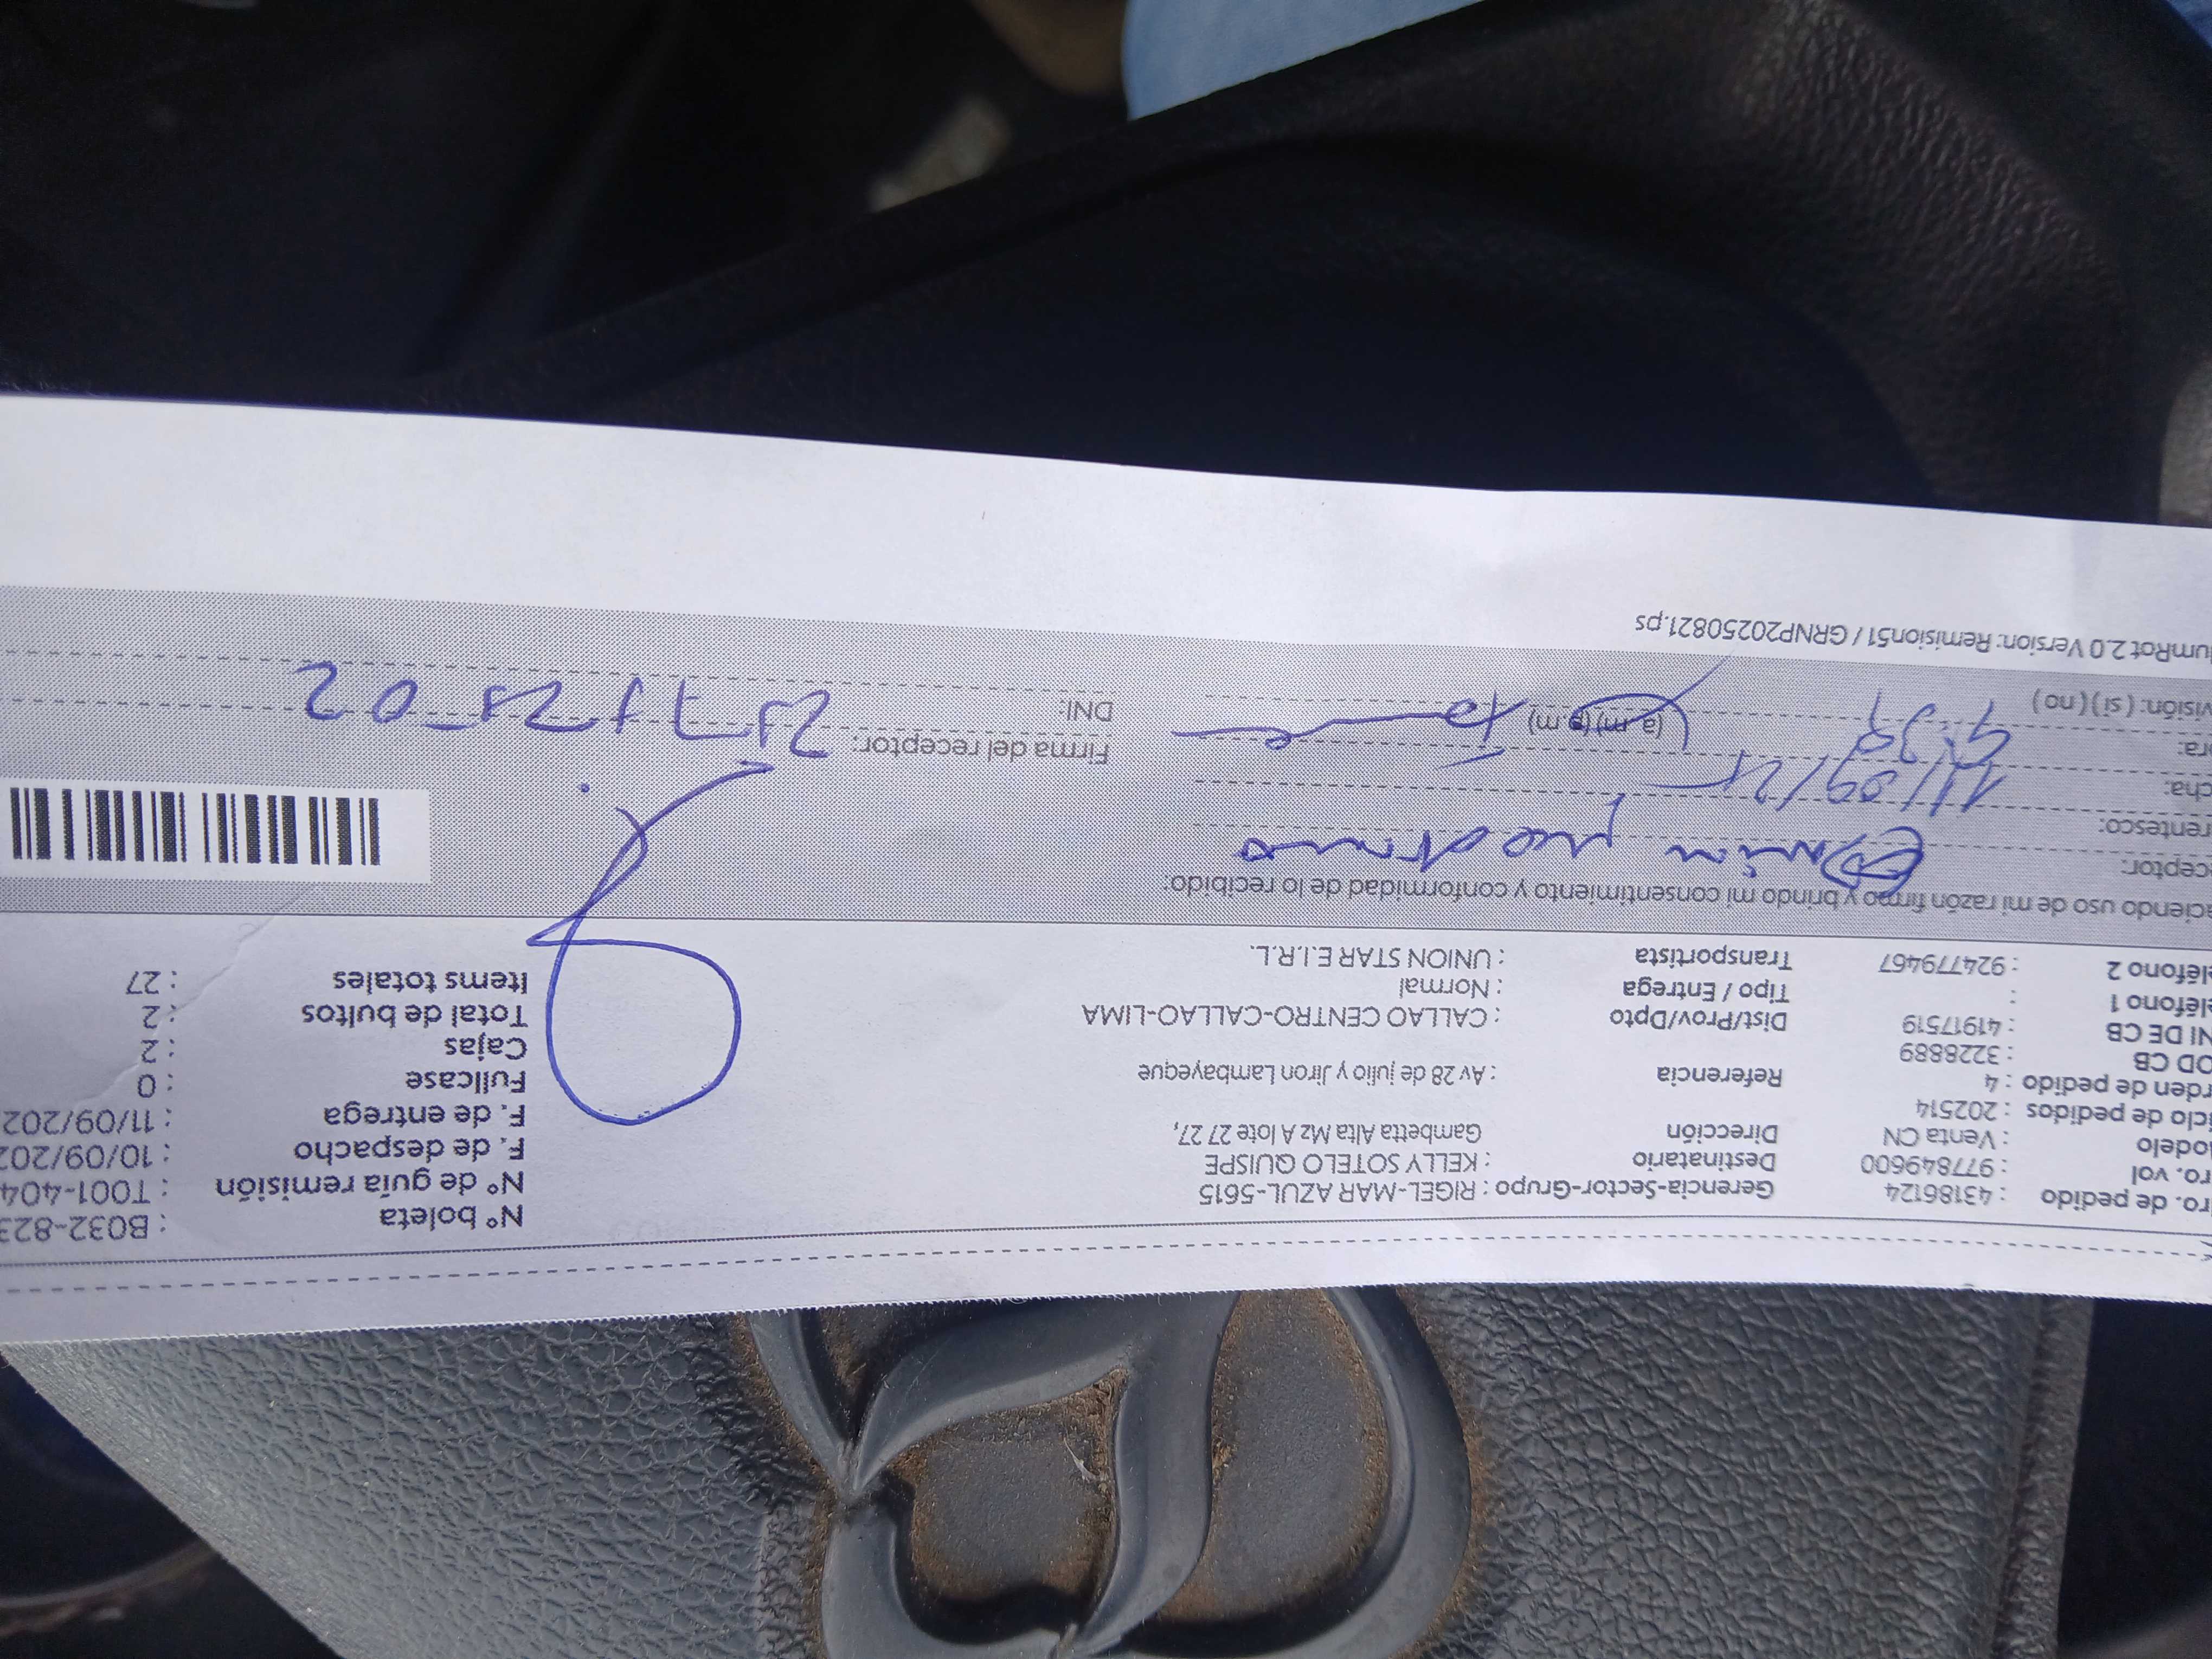 ro. de pedido : 43186124 Gerencia-Sector-Grupo : RIGEL-MAR AZUL-5615 N° boleta : B032-823
ro. vol : 977849600 Destinatario : KELLY SOTELO QUISPE N° de guía remisión : T001-404
odelo : Venta CN Dirección Gambetta Alta Mz A lote 27 27, F. de despacho : 10/09/202
iclo de pedidos : 202514 F. de entrega : 11/09/202
rden de pedido : 4 Referencia : Av 28 de julio y Jiron Lambayeque Fullcase : 0
OD CB : 3228889 Cajas : 2
NI DE CB : 41917519 Dist/Prov/Dpto : CALLAO CENTRO-CALLAO-LIMA Total de bultos : 2
eléfono 1 : Tipo / Entrega : Normal Items totales : 27
eléfono 2 : 924779467 Transportista : UNION STAR E.I.R.L.
aciendo uso de mi razón firmo y brindo mi consentimiento y conformidad de lo recibido:
eceptor:
rentesco:
cha: 11/09/25
ora: (a.m) (p.m) Firma del receptor:
visión: ( sí ) ( no ) DNI:
umRot 2.0 Version: Remision51 / GRNP20250821.ps